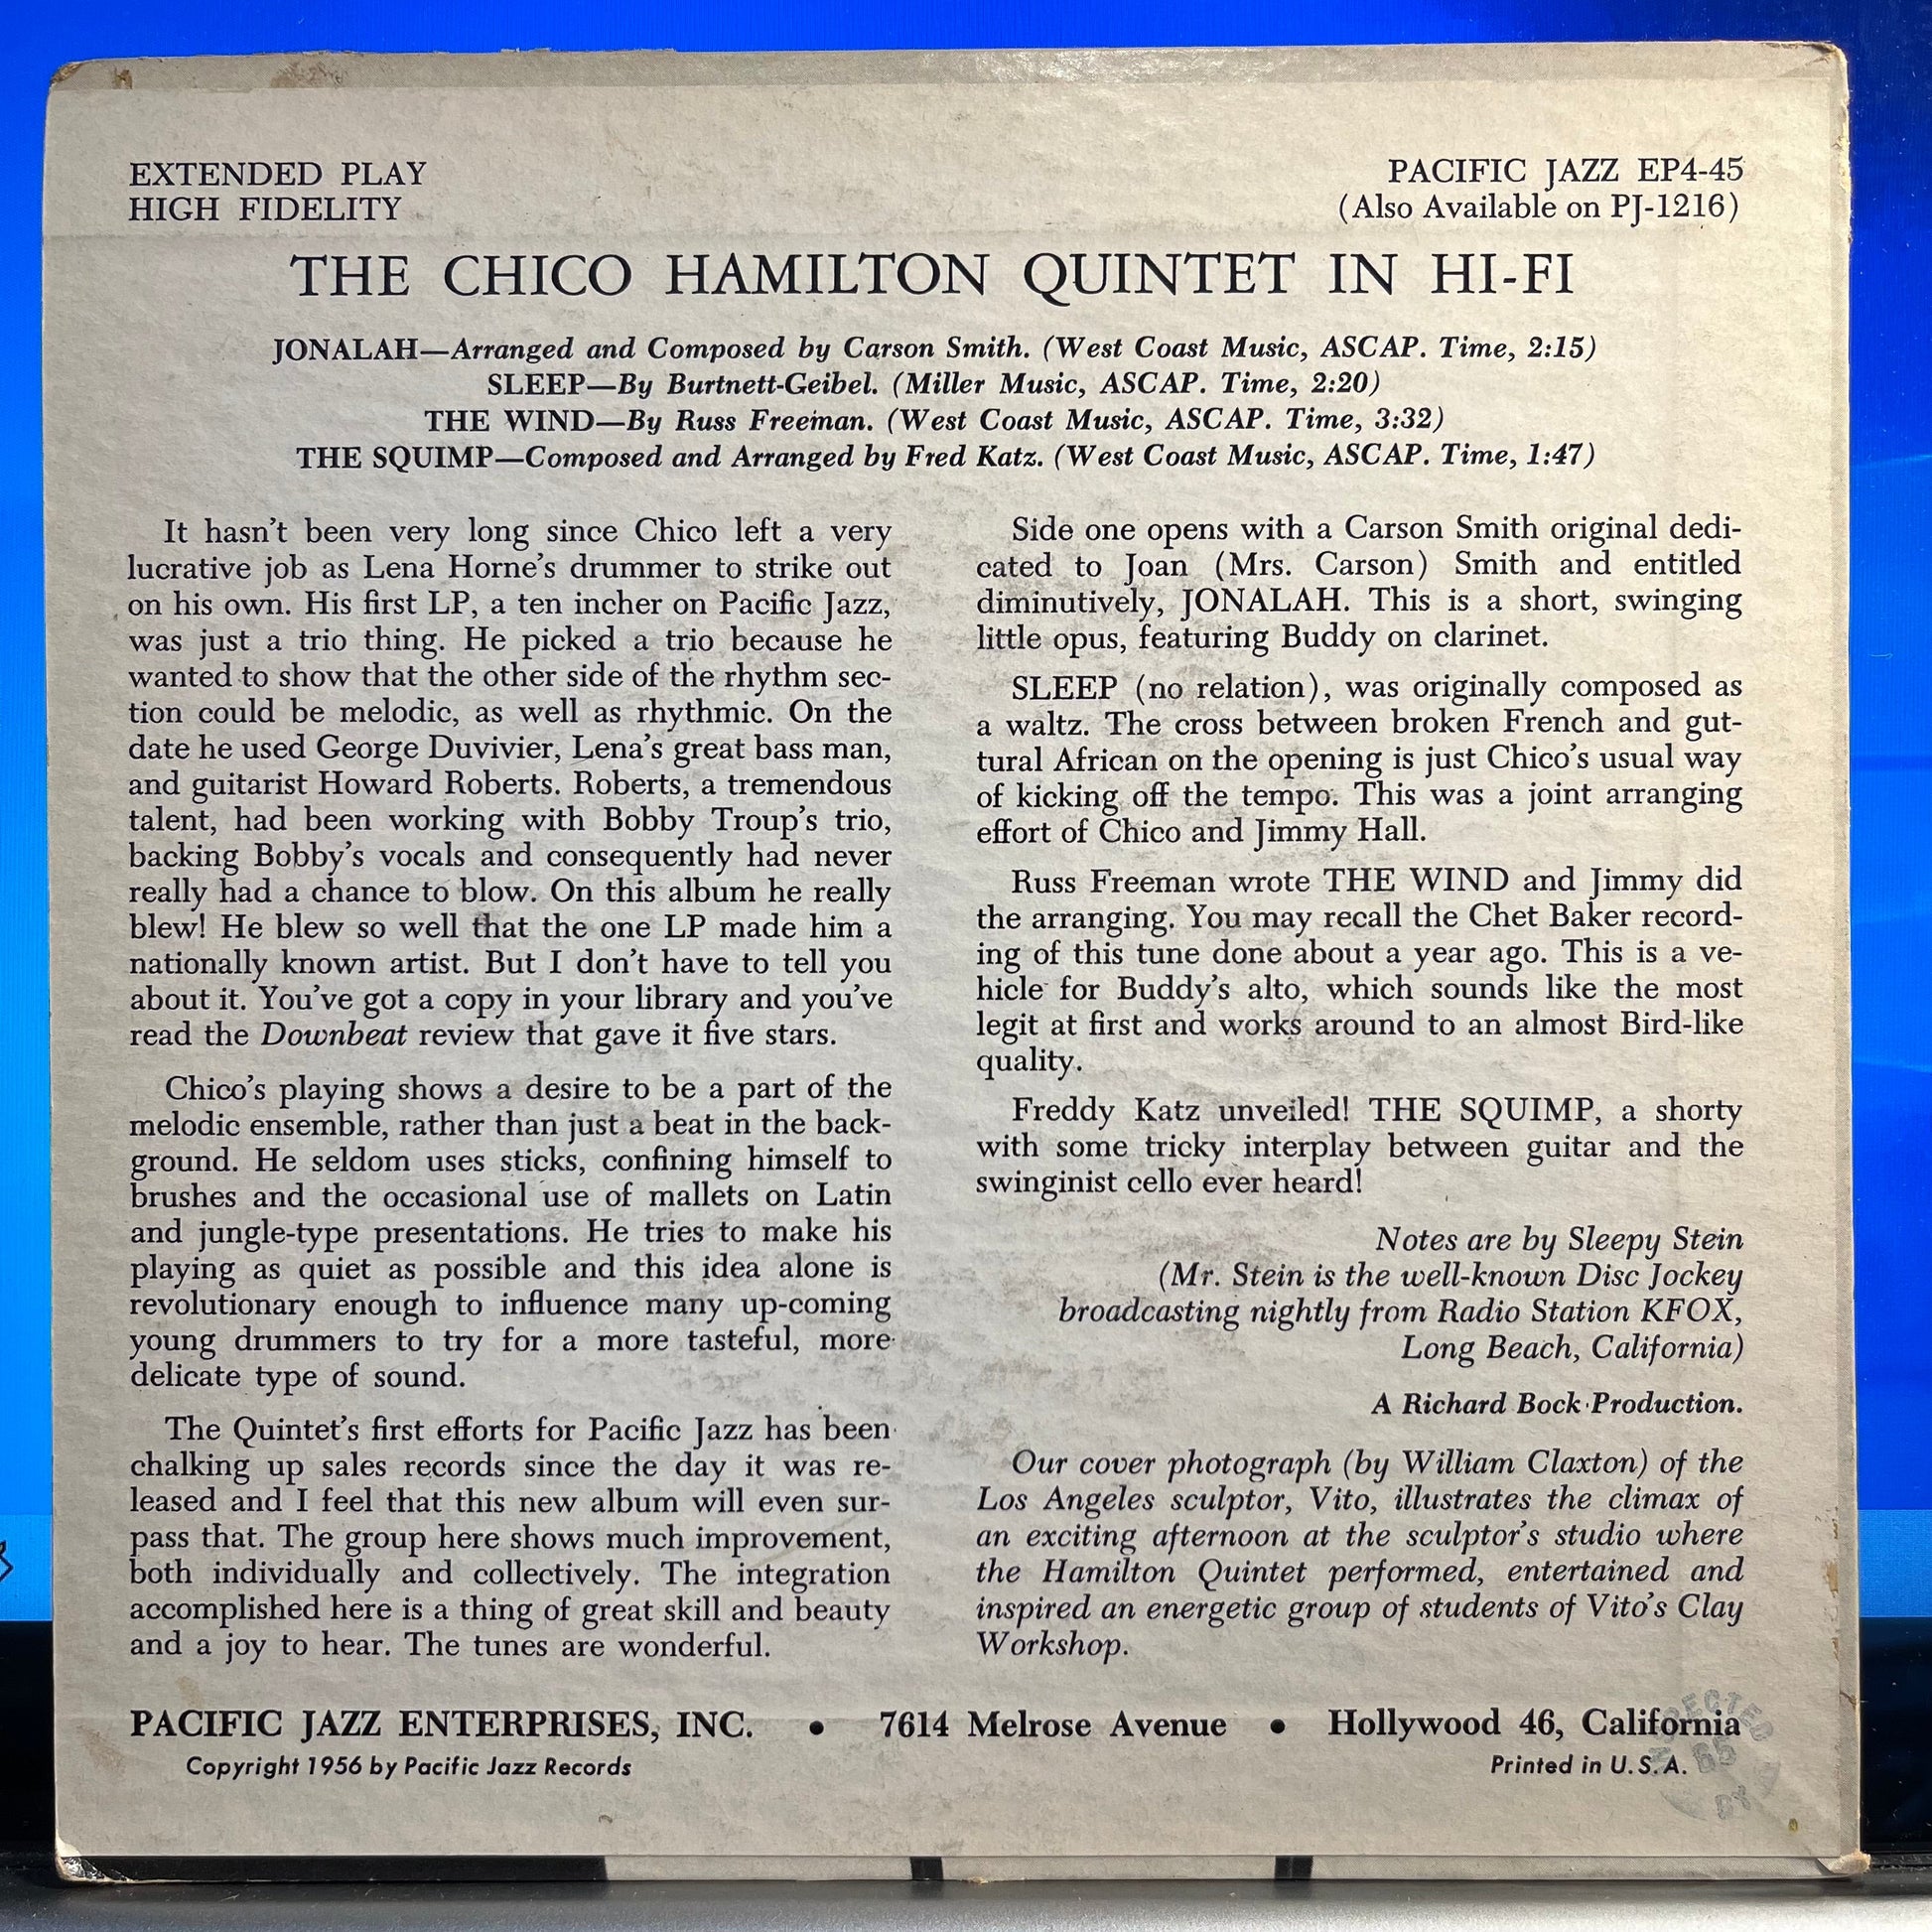 EXTENDED PLAY
HIGH FIDELITY
PACIFIC JAZZ EP4-45
(Also Available on PJ-1216)
THE CHICO HAMILTON QUINTET IN HI-FI
JONALAH—Arranged and Composed by Carson Smith. (West Coast Music, ASCAP. Time, 2:15)
SLEEP—By Burtnett-Geibel. (Miller Music, ASCAP. Time, 2:20)
THE WIND—By Russ Freeman. (West Coast Music, ASCAP. Time, 3:32)
THE SQUIMP—Composed and Arranged by Fred Katz. (West Coast Music, ASCAP. Time, 1:47)
It hasn't been very long since Chico left a very
lucrative job as Lena Horne's drummer to strike out
on his own. His first LP, a ten incher on Pacific Jazz,
was just a trio thing. He picked a trio because he
wanted to show that the other side of the rhythm sec-
tion could be melodic, as well as rhythmic. On the
date he used George Duvivier, Lena's great bass man,
and guitarist Howard Roberts. Roberts, a tremendous
talent, had been working with Bobby Troup's trio,
backing Bobby's vocals and consequently had never
really had a chance to blow. On this album he really
blew! He blew so well that the one LP made him a
nationally known artist. But I don't have to tell you
about it. You've got a copy in your library and you've
read the Downbeat review that gave it five stars.
Chico's playing shows a desire to be a part of the
melodic ensemble, rather than just a beat in the back-
ground. He seldom uses sticks, confining himself to
brushes and the occasional use of mallets on Latin
and jungle-type presentations. He tries to make his
playing as quiet as possible and this idea alone is
revolutionary enough to influence many up-coming
young drummers to try for a more tasteful, more
delicate type of sound.
The Quintet's first efforts for Pacific Jazz has been
chalking up sales records since the day it was re-
leased and I feel that this new album will even sur-
pass that. The group here shows much improvement,
both individually and collectively. The integration
accomplished here is a thing of great skill and beauty
and a joy to hear. The tunes are wonderful.
Side one opens with a Carson Smith original dedi-
cated to Joan (Mrs. Carson) Smith and entitled
diminutively, JONALAH. This is a short, swinging
little opus, featuring Buddy on clarinet.
SLEEP (no relation), was originally composed as
a waltz. The cross between broken French and gut-
tural African on the opening is just Chico's usual way
of kicking off the tempo. This was a joint arranging
effort of Chico and Jimmy Hall.
Russ Freeman wrote THE WIND and Jimmy did
the arranging. You may recall the Chet Baker record-
ing of this tune done about a year ago. This is a ve-
hicle for Buddy's alto, which sounds like the most
legit at first and works around to an almost Bird-like
quality.
Freddy Katz unveiled! THE SQUIMP, a shorty
with some tricky interplay between guitar and the
swinginist cello ever heard!
Notes are by Sleepy Stein
(Mr. Stein is the well-known Disc Jockey
broadcasting nightly from Radio Station KFOX,
Long Beach, California)
A Richard Bock Production.
Our cover photograph (by William Claxton) of the
Los Angeles sculptor, Vito, illustrates the climax of
an exciting afternoon at the sculptor's studio where
the Hamilton Quintet performed, entertained and
inspired an energetic group of students of Vito's Clay
Workshop.
PACIFIC JAZZ ENTERPRISES, INC. • 7614 Melrose Avenue • Hollywood 46, California
Copyright 1956 by Pacific Jazz Records
Printed in U.S.A.
65
BY